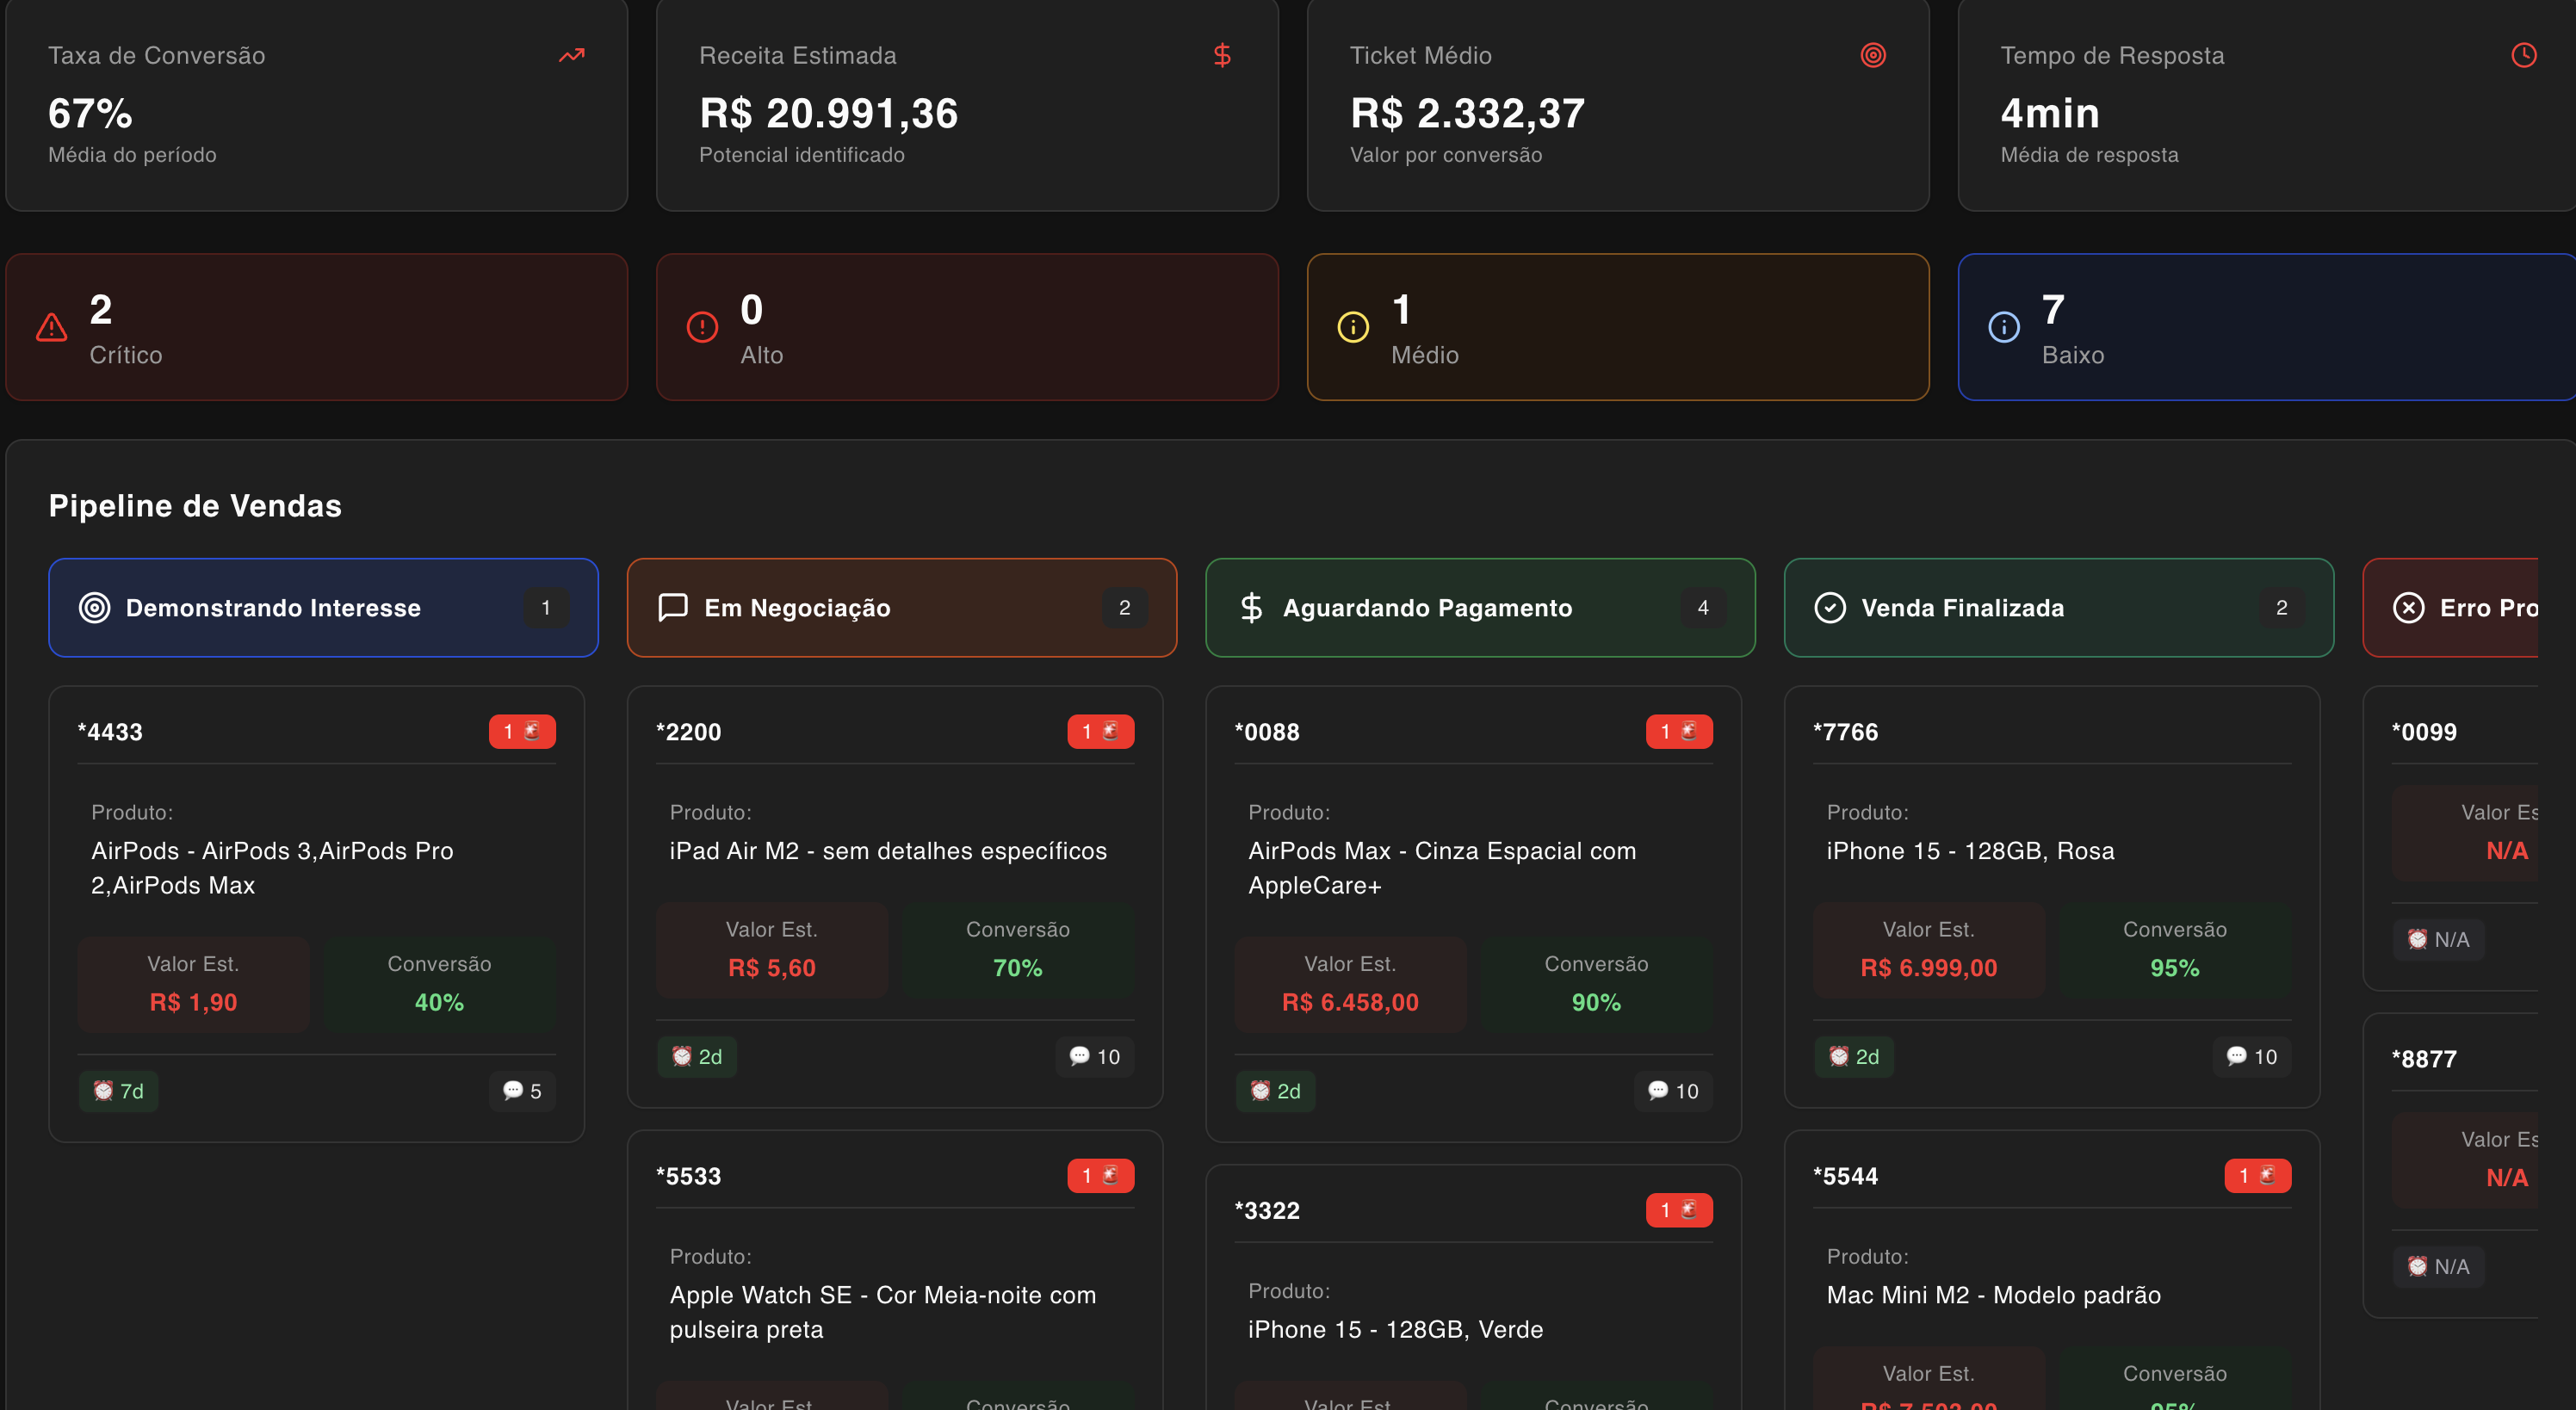 Taxa de Conversão
67%
Média do período
Receita Estimada
R$ 20.991,36
Potencial identificado
Ticket Médio
R$ 2.332,37
Valor por conversão
Tempo de Resposta
4min
Média de resposta
2
Crítico
0
Alto
1
Médio
7
Baixo
Pipeline de Vendas
Demonstrando Interesse 1
*4433 1
Produto:
AirPods - AirPods 3,AirPods Pro
2,AirPods Max
Valor Est.
R$ 1,90
Conversão
40%
7d
5
Em Negociação 2
*2200 1
Produto:
iPad Air M2 - sem detalhes específicos
Valor Est.
R$ 5,60
Conversão
70%
2d
10
*5533 1
Produto:
Apple Watch SE - Cor Meia-noite com
pulseira preta
Valor Est.
Conversão
Aguardando Pagamento 4
*0088 1
Produto:
AirPods Max - Cinza Espacial com
AppleCare+
Valor Est.
R$ 6.458,00
Conversão
90%
2d
10
*3322 1
Produto:
iPhone 15 - 128GB, Verde
Valor Est.
Conversão
Venda Finalizada 2
*7766
Produto:
iPhone 15 - 128GB, Rosa
Valor Est.
R$ 6.999,00
Conversão
95%
2d
10
*5544 1
Produto:
Mac Mini M2 - Modelo padrão
Valor Est.
Conversão
95%
Erro Pro
*0099
Valor Es
N/A
N/A
*8877
Valor Es
N/A
N/A